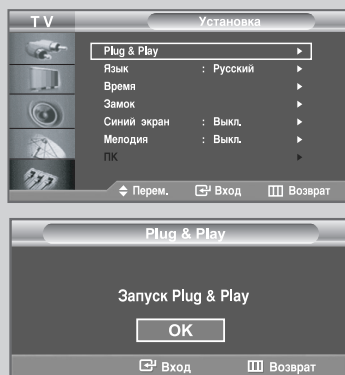 TV Установка
Plug & Play
Язык : Русский
Время
Замок
Синий экран : Выкл.
Мелодия : Выкл.
ПК
Перем. Вход Возврат
Plug & Play
Запуск Plug & Play
OK
Вход Возврат